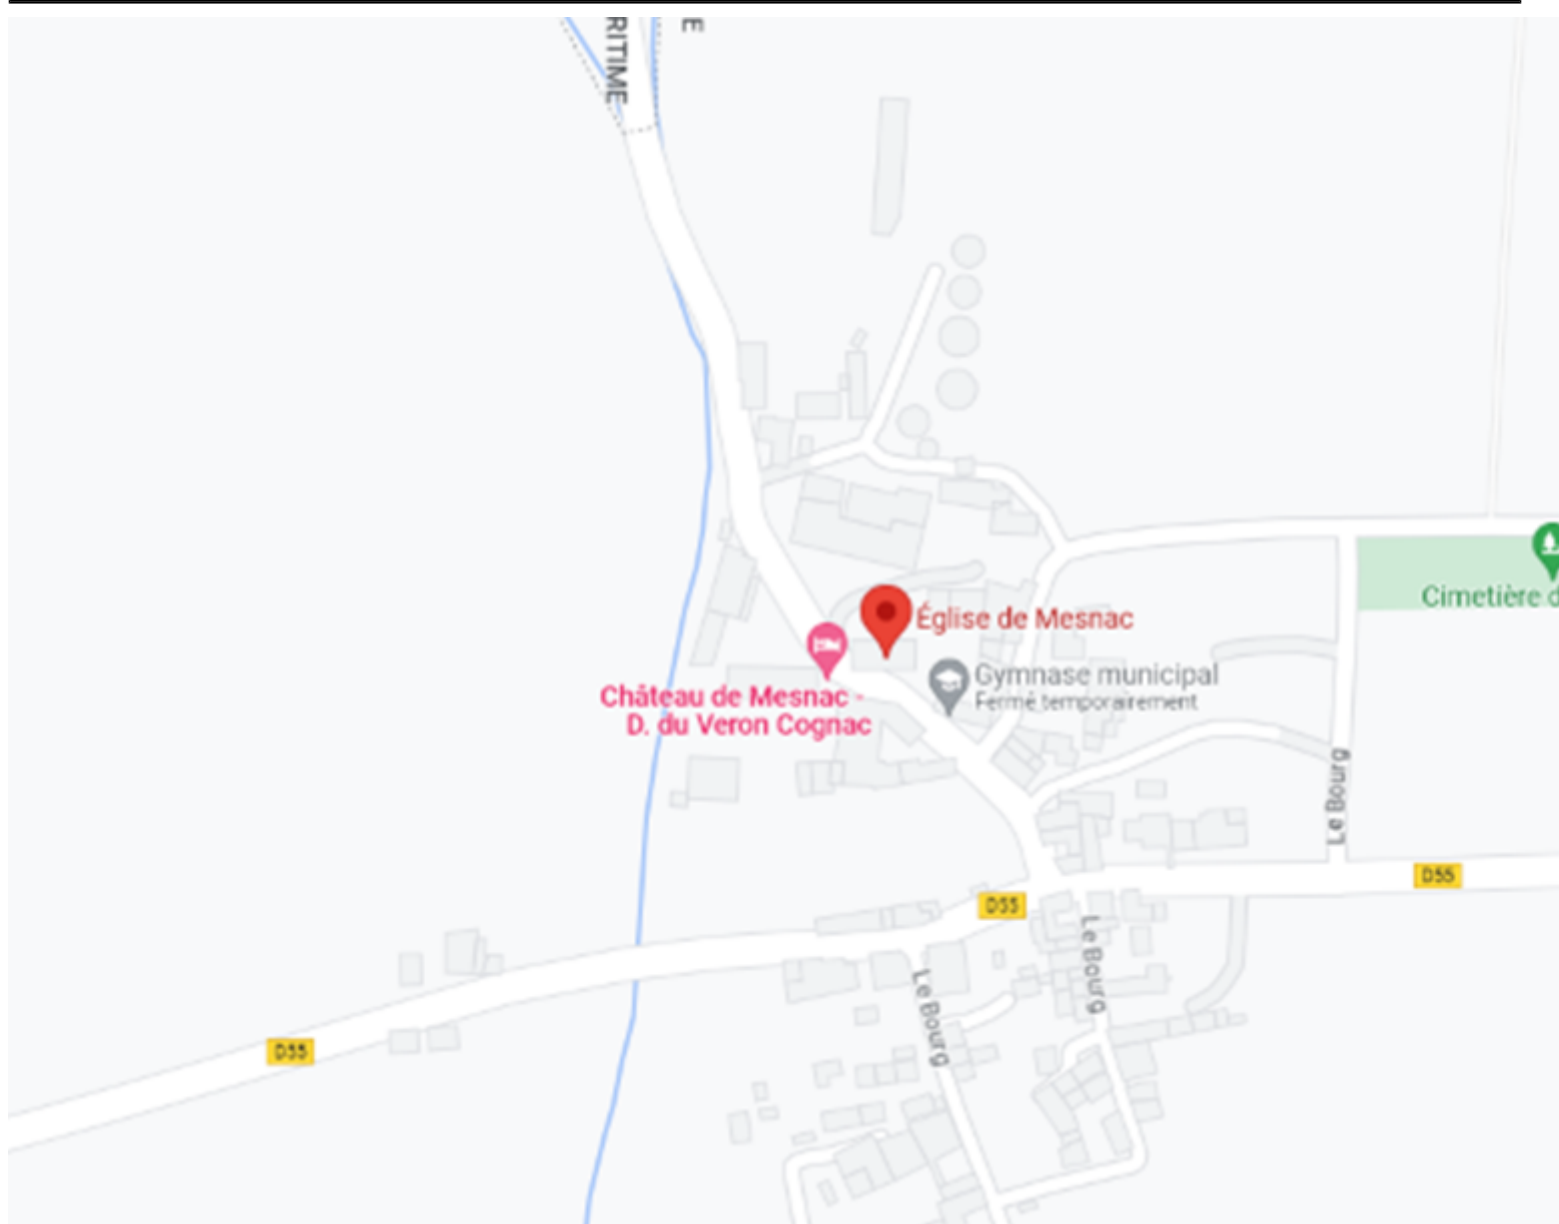 RITIME
E
Église de Mesnac
Cimetière d
Gymnase municipal
Fermé temporairement
Château de Mesnac -
D. du Veron Cognac
Le Bourg
D55
D55
Le Bourg
Le Bourg
D55